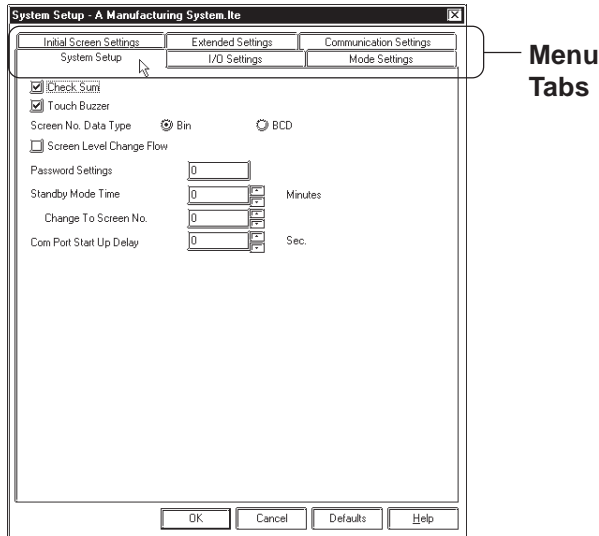 System Setup - A Manufacturing System.lte
Initial Screen Settings Extended Settings Communication Settings
System Setup I/O Settings Mode Settings
Menu
Tabs
Check Sum
Touch Buzzer
Screen No. Data Type Bin BCD
Screen Level Change Flow
Password Settings 0
Standby Mode Time 0 Minutes
Change To Screen No. 0
Com Port Start Up Delay 0 Sec.
OK Cancel Defaults Help